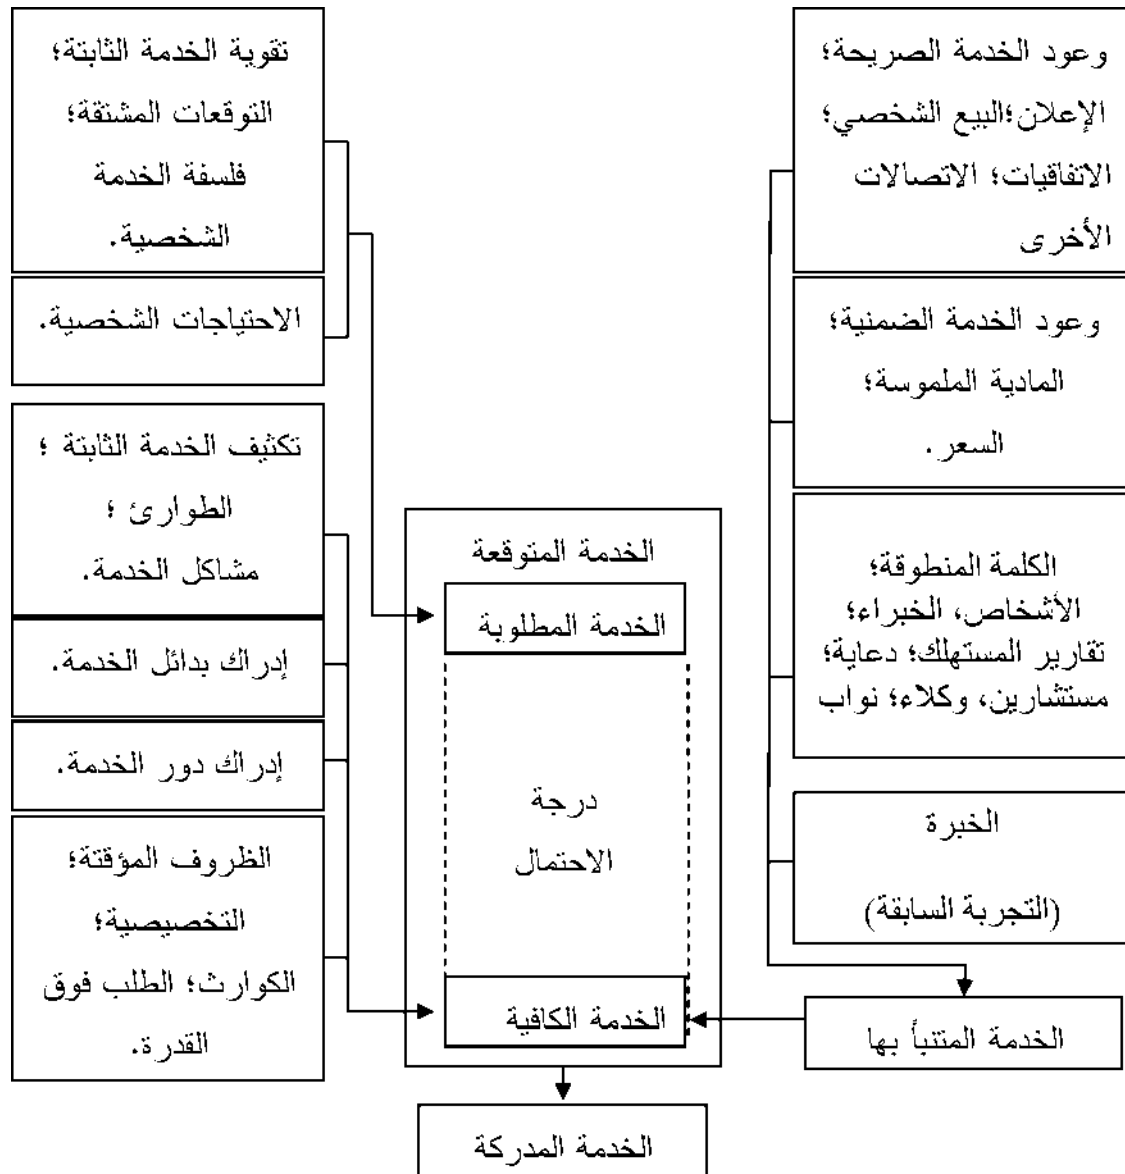 وعود الخدمة الصريحة؛
الإعلان؛البيع الشخصي؛
الاتفاقيات؛ الاتصالات
الأخرى
وعود الخدمة الضمنية؛
المادية الملموسة؛
السعر.
الكلمة المنطوقة؛
الأشخاص، الخبراء؛
تقارير المستهلك؛ دعاية؛
مستشارين، وكلاء؛ نواب
الخبرة
(التجربة السابقة)
الخدمة المتنبأ بها
تقوية الخدمة الثابتة؛
التوقعات المشتقة؛
فلسفة الخدمة
الشخصية.
الاحتياجات الشخصية.
تكثيف الخدمة الثابتة ؛
الطوارئ ؛
مشاكل الخدمة.
إدراك بدائل الخدمة.
إدراك دور الخدمة.
الظروف المؤقتة؛
التخصيصية؛
الكوارث؛ الطلب فوق
القدرة.
الخدمة المتوقعة
الخدمة المطلوبة
درجة
الاحتمال
الخدمة الكافية
الخدمة المدركة